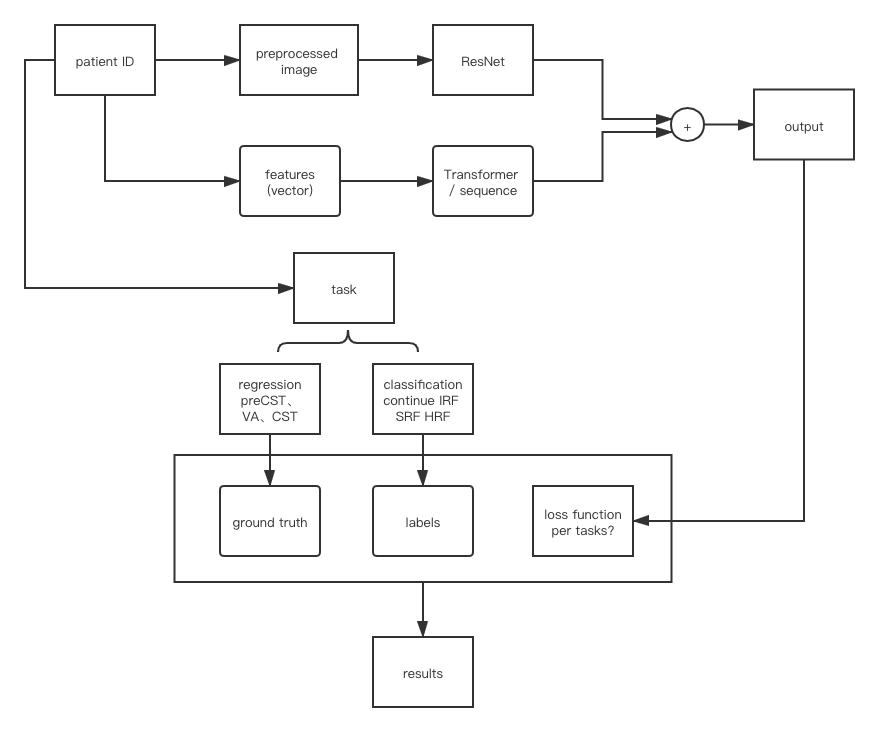 patient ID
preprocessed
image
ResNet
features
(vector)
Transformer
/ sequence
+
output
task
regression
preCST、
VA、CST
classification
continue IRF
SRF HRF
ground truth
labels
loss function
per tasks?
results